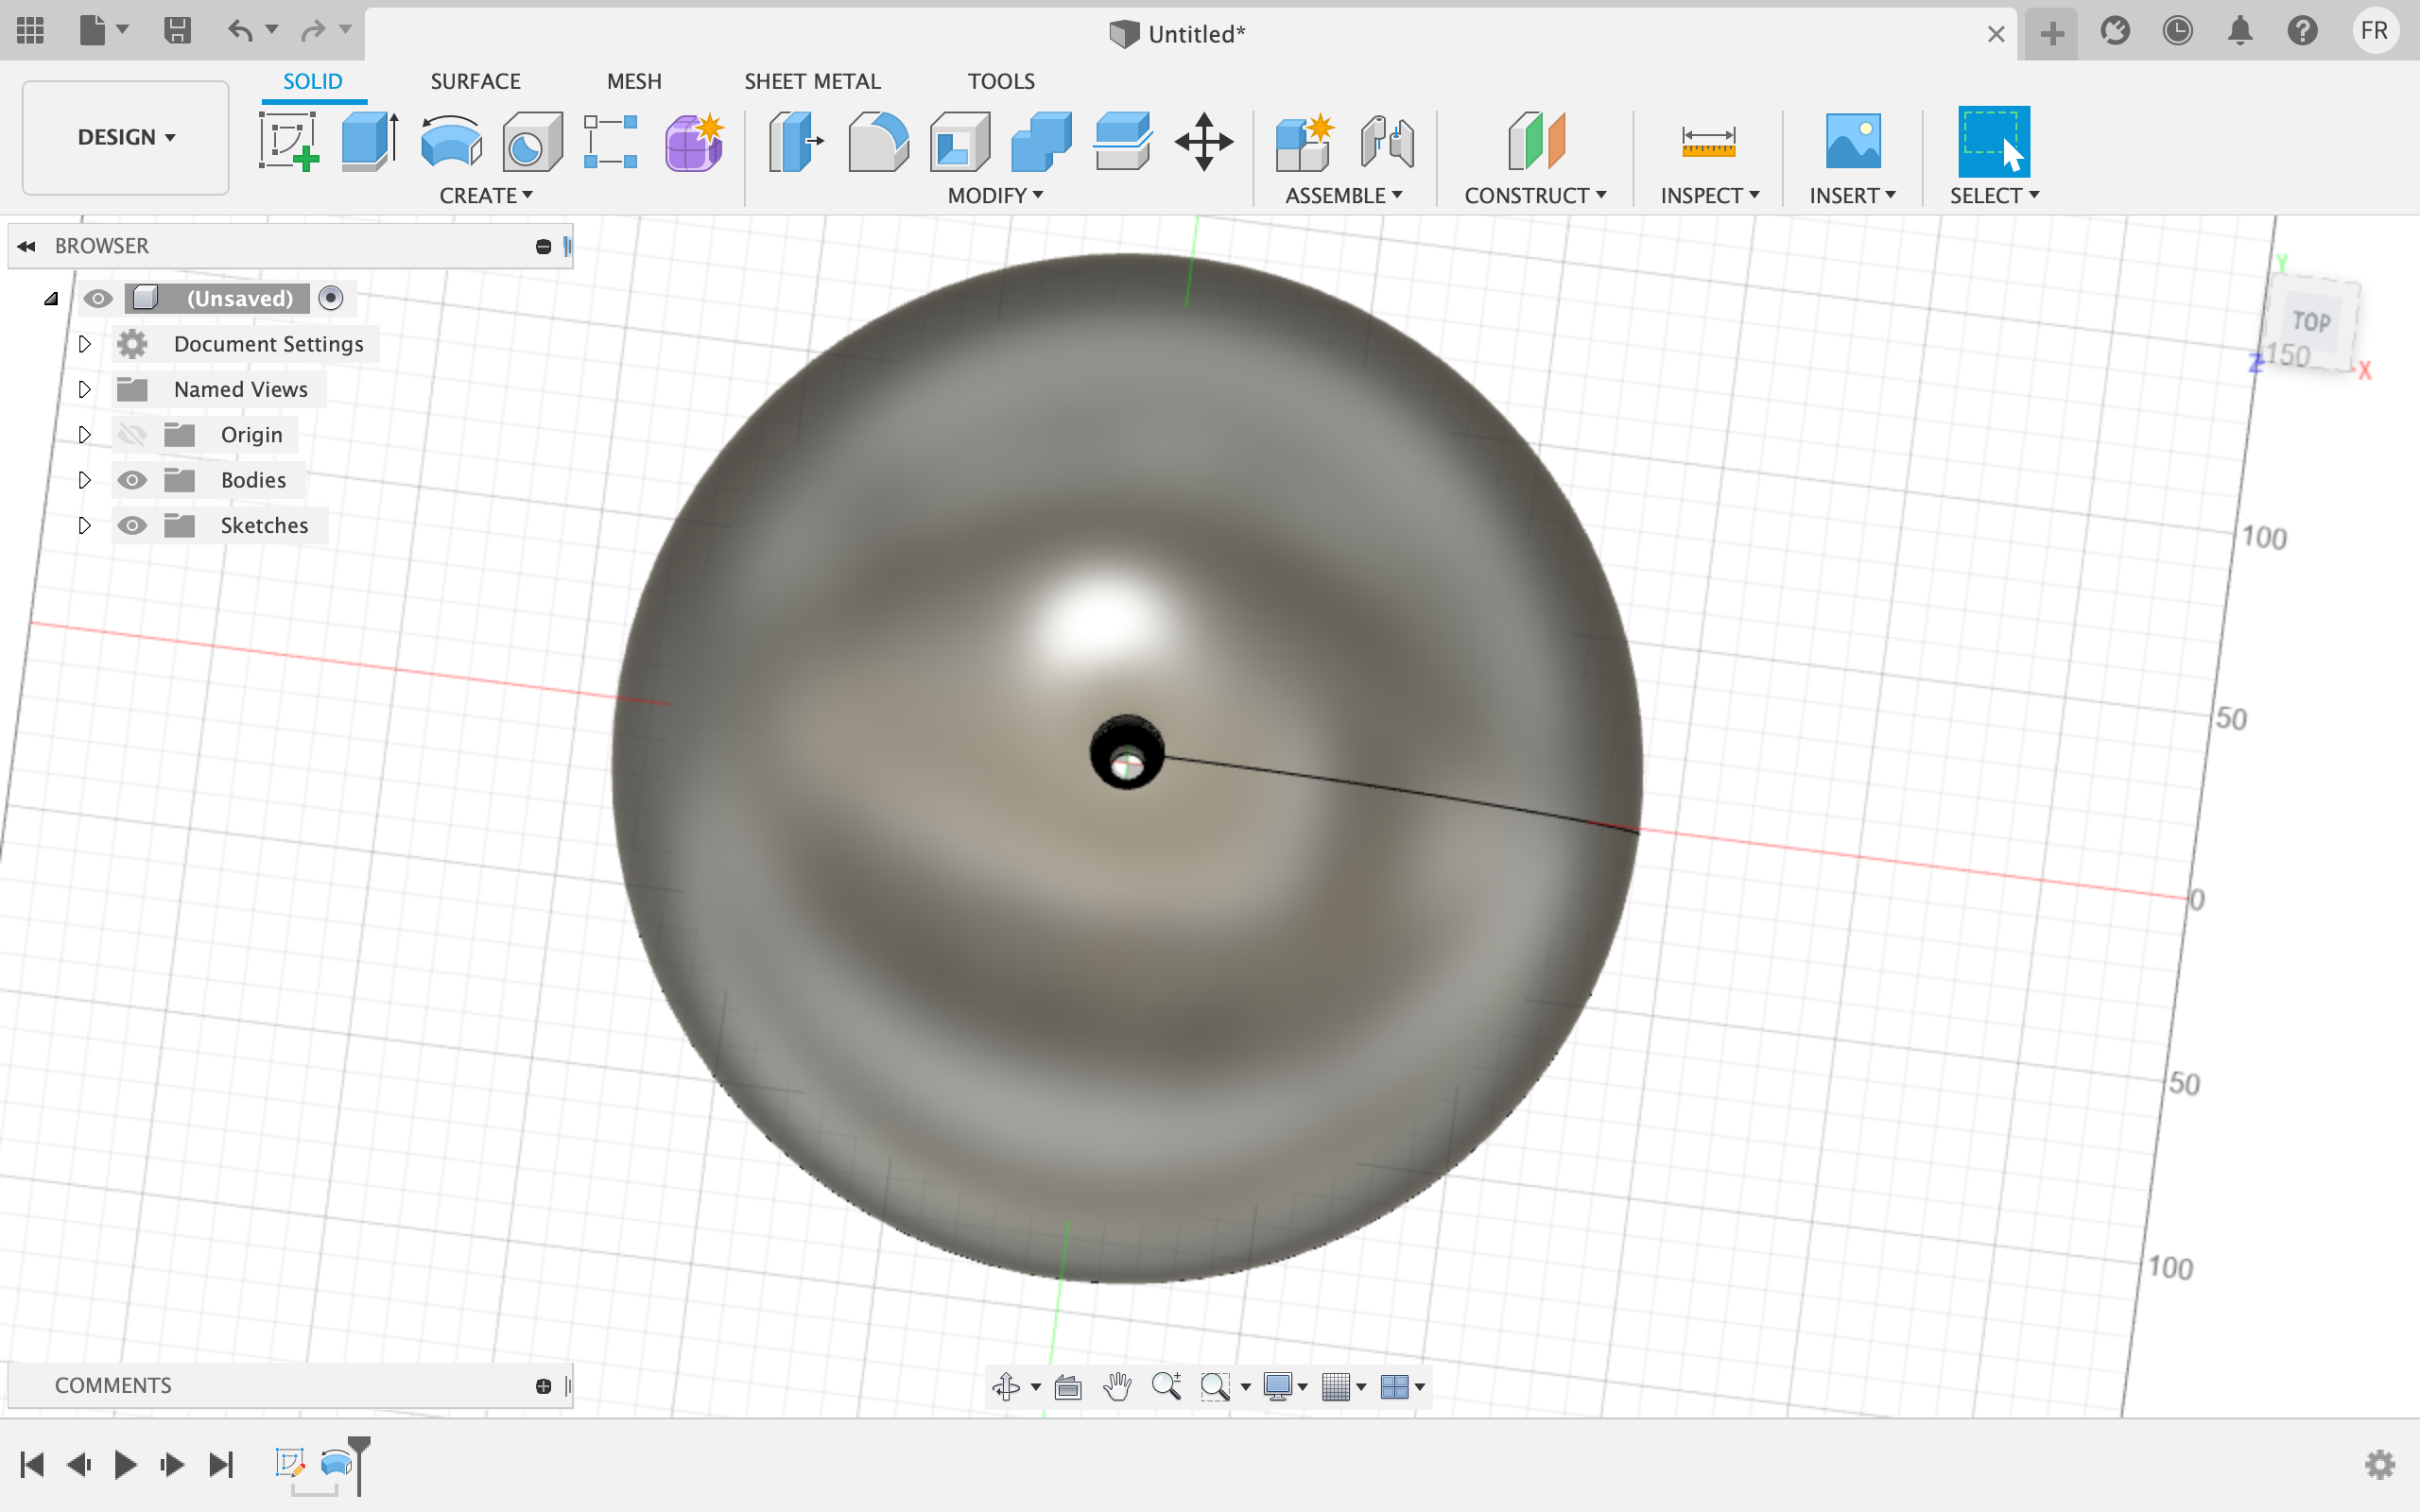 Untitled*
FR
DESIGN
SOLID
SURFACE
MESH
SHEET METAL
TOOLS
CREATE
MODIFY
ASSEMBLE
CONSTRUCT
INSPECT
INSERT
SELECT
BROWSER
(Unsaved)
Document Settings
Named Views
Origin
Bodies
Sketches
Y
TOP
150
Z
X
100
50
0
50
100
COMMENTS